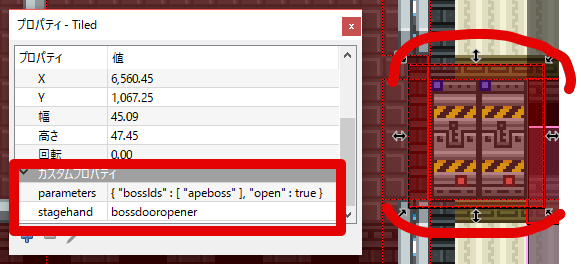 プロパティ - Tiled
x
プロパティ 値
X 6,560.45
Y 1,067.25
幅 45.09
高さ 47.45
回転 0.00
カスタムプロパティ
parameters { "bossIds" : [ "apeboss" ], "open" : true }
stagehand bossdooropener